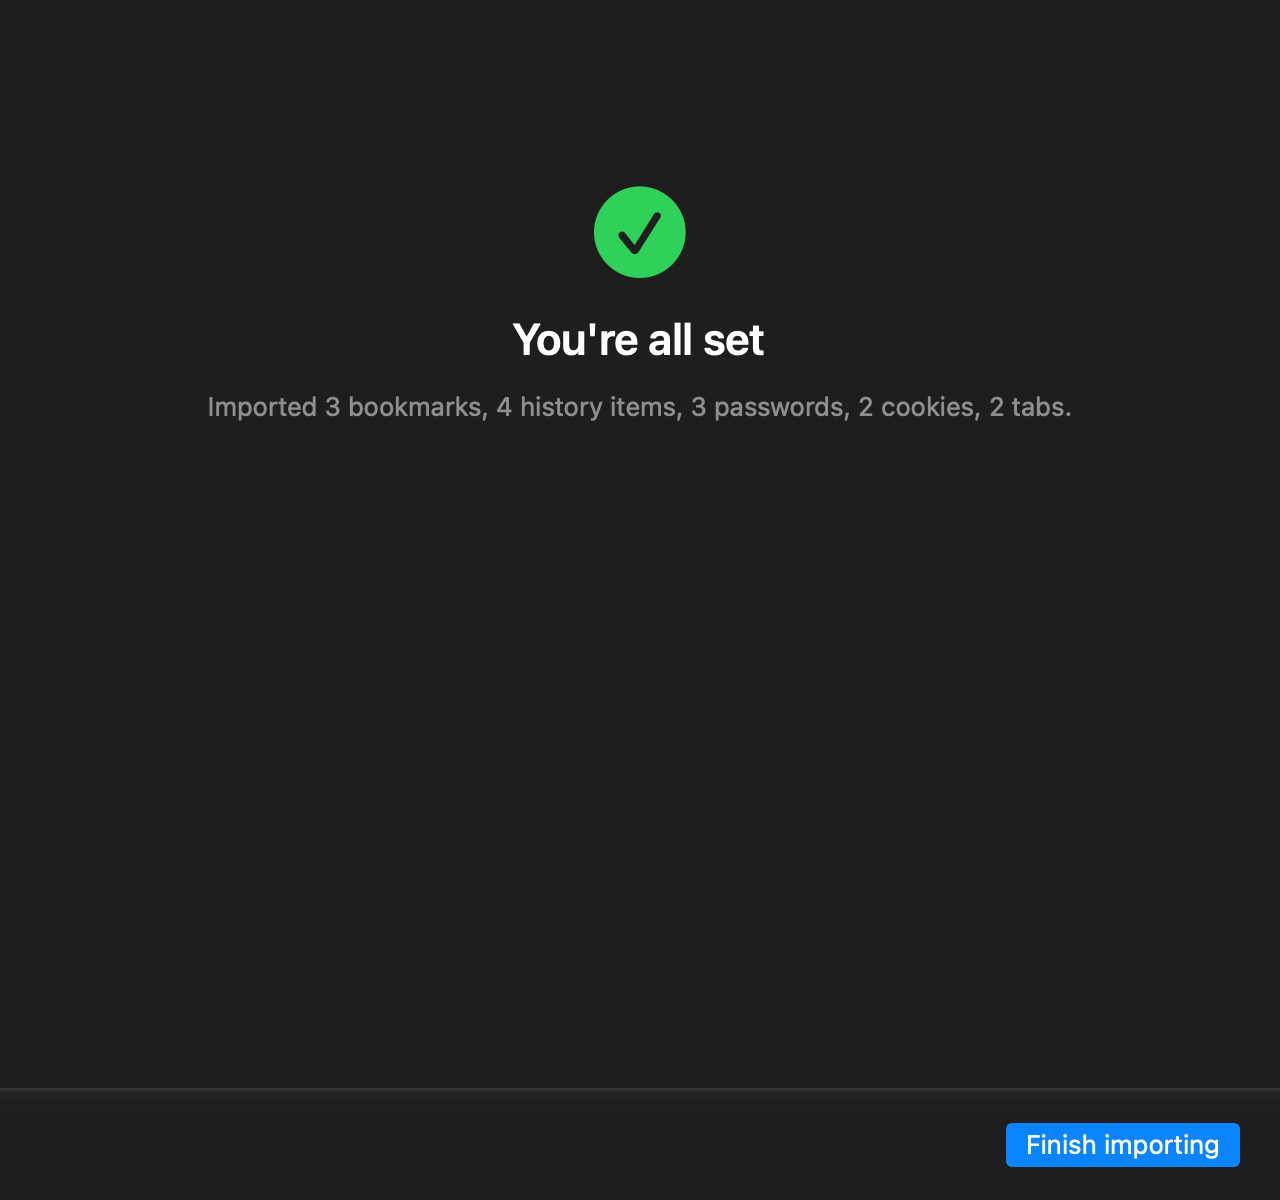 You're all set
Imported 3 bookmarks, 4 history items, 3 passwords, 2 cookies, 2 tabs.
Finish importing